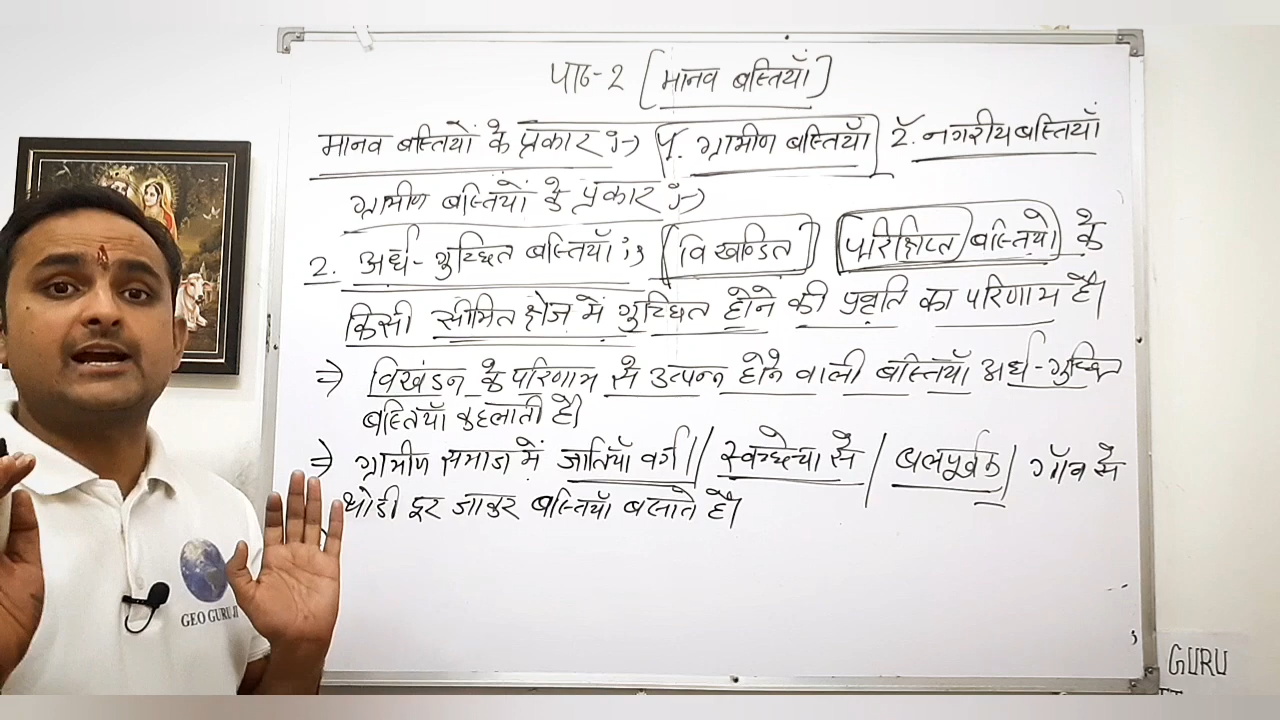 पाठ-2 [मानव बस्तियाँ]
मानव बस्तियों के प्रकार :-) 1. ग्रामीण बस्तियाँ 2. नगरीय बस्तियाँ
ग्रामीण बस्तियों के प्रकार :-)
2. अर्ध-गुच्छित बस्तियाँ :- विखण्डित परिक्षिप्त बस्तियों के
किसी सीमित क्षेत्र में गुच्छित होने की प्रवृति का परिणाम है।
⇒ विखंडन के परिणाम से उत्पन्न होने वाली बस्तियाँ अर्ध-गुच्छित
बस्तियाँ कहलाती है।
⇒ ग्रामीण समाज में जातियाँ वर्ग / स्वेच्छा से / बलपूर्वक / गाँव से
थोडी दूर जाकर बस्तियाँ बसाते है।
GEO GURU JI
GURU